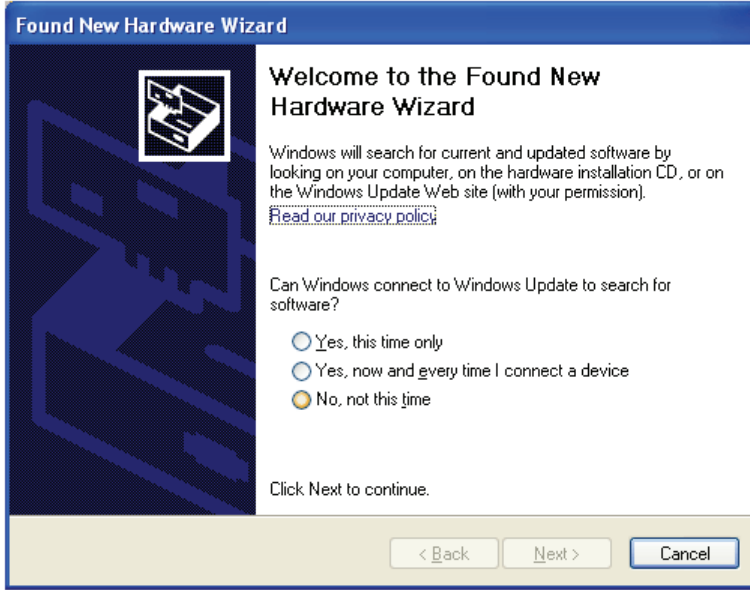 Found New Hardware Wizard
Welcome to the Found New
Hardware Wizard
Windows will search for current and updated software by
looking on your computer, on the hardware installation CD, or on
the Windows Update Web site (with your permission).
Read our privacy policy
Can Windows connect to Windows Update to search for
software?
Yes, this time only
Yes, now and every time I connect a device
No, not this time
Click Next to continue.
< Back
Next >
Cancel